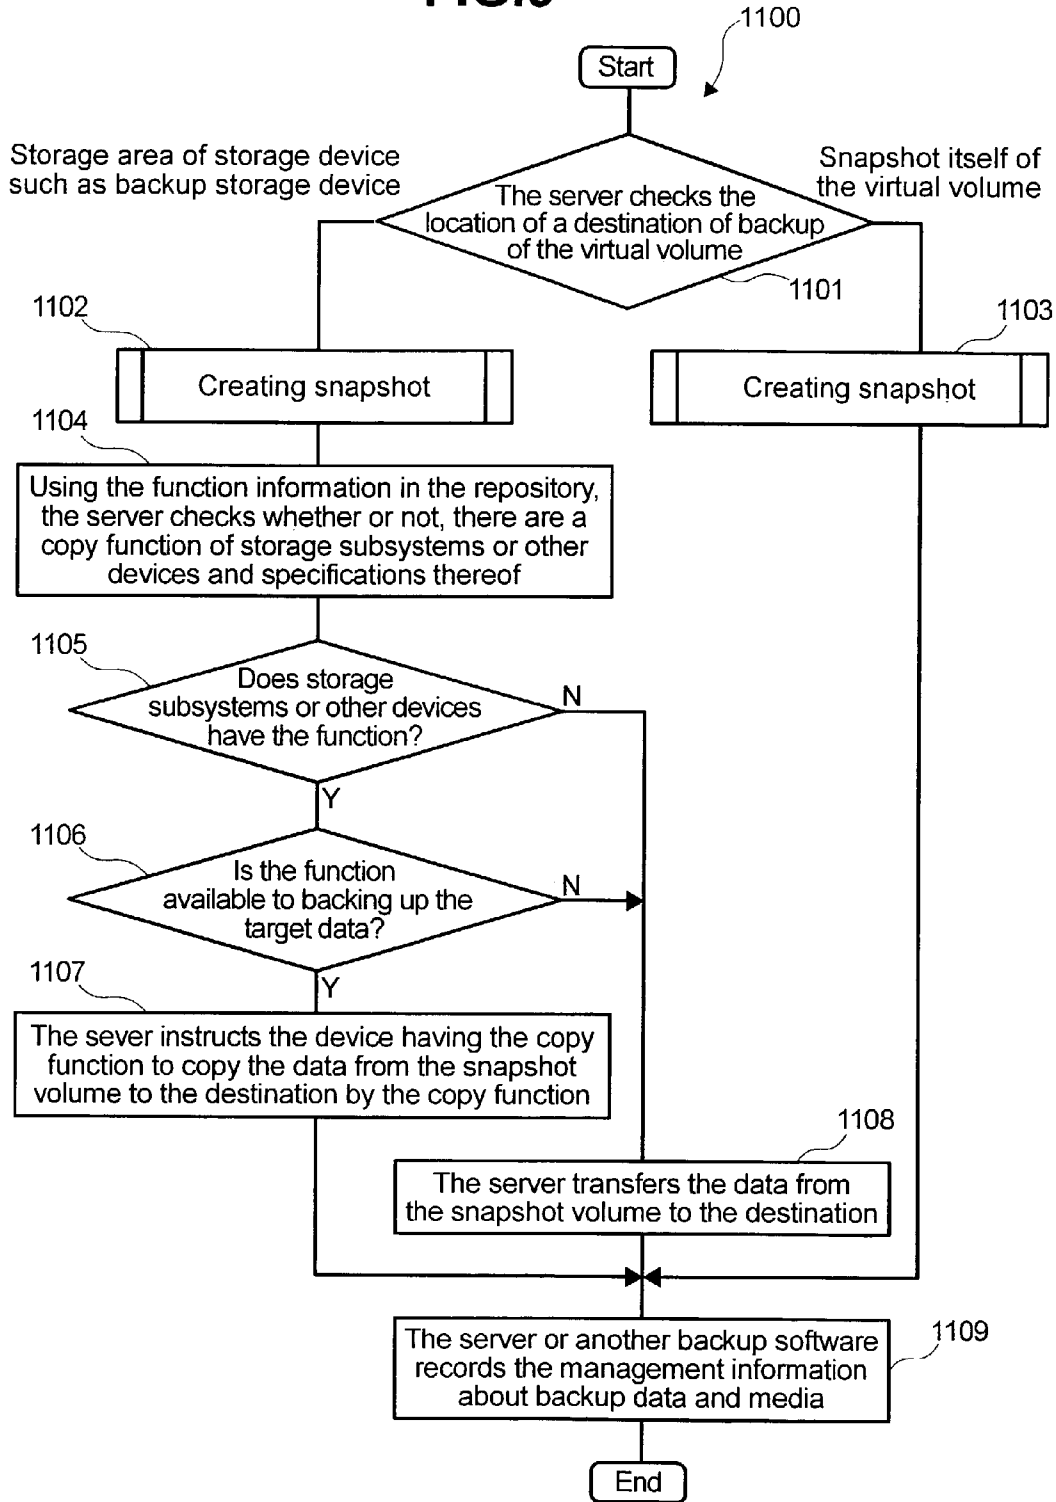 1100
Start
Storage area of storage device
such as backup storage device
Snapshot itself of
the virtual volume
The server checks the
location of a destination of backup
of the virtual volume
1101
1102
1103
Creating snapshot
Creating snapshot
1104
Using the function information in the repository,
the server checks whether or not, there are a
copy function of storage subsystems or other
devices and specifications thereof
1105
Does storage
subsystems or other devices
have the function?
N
Y
1106
Is the function
available to backing up the
target data?
N
Y
1107
The sever instructs the device having the copy
function to copy the data from the snapshot
volume to the destination by the copy function
1108
The server transfers the data from
the snapshot volume to the destination
The server or another backup software
records the management information
about backup data and media
1109
End